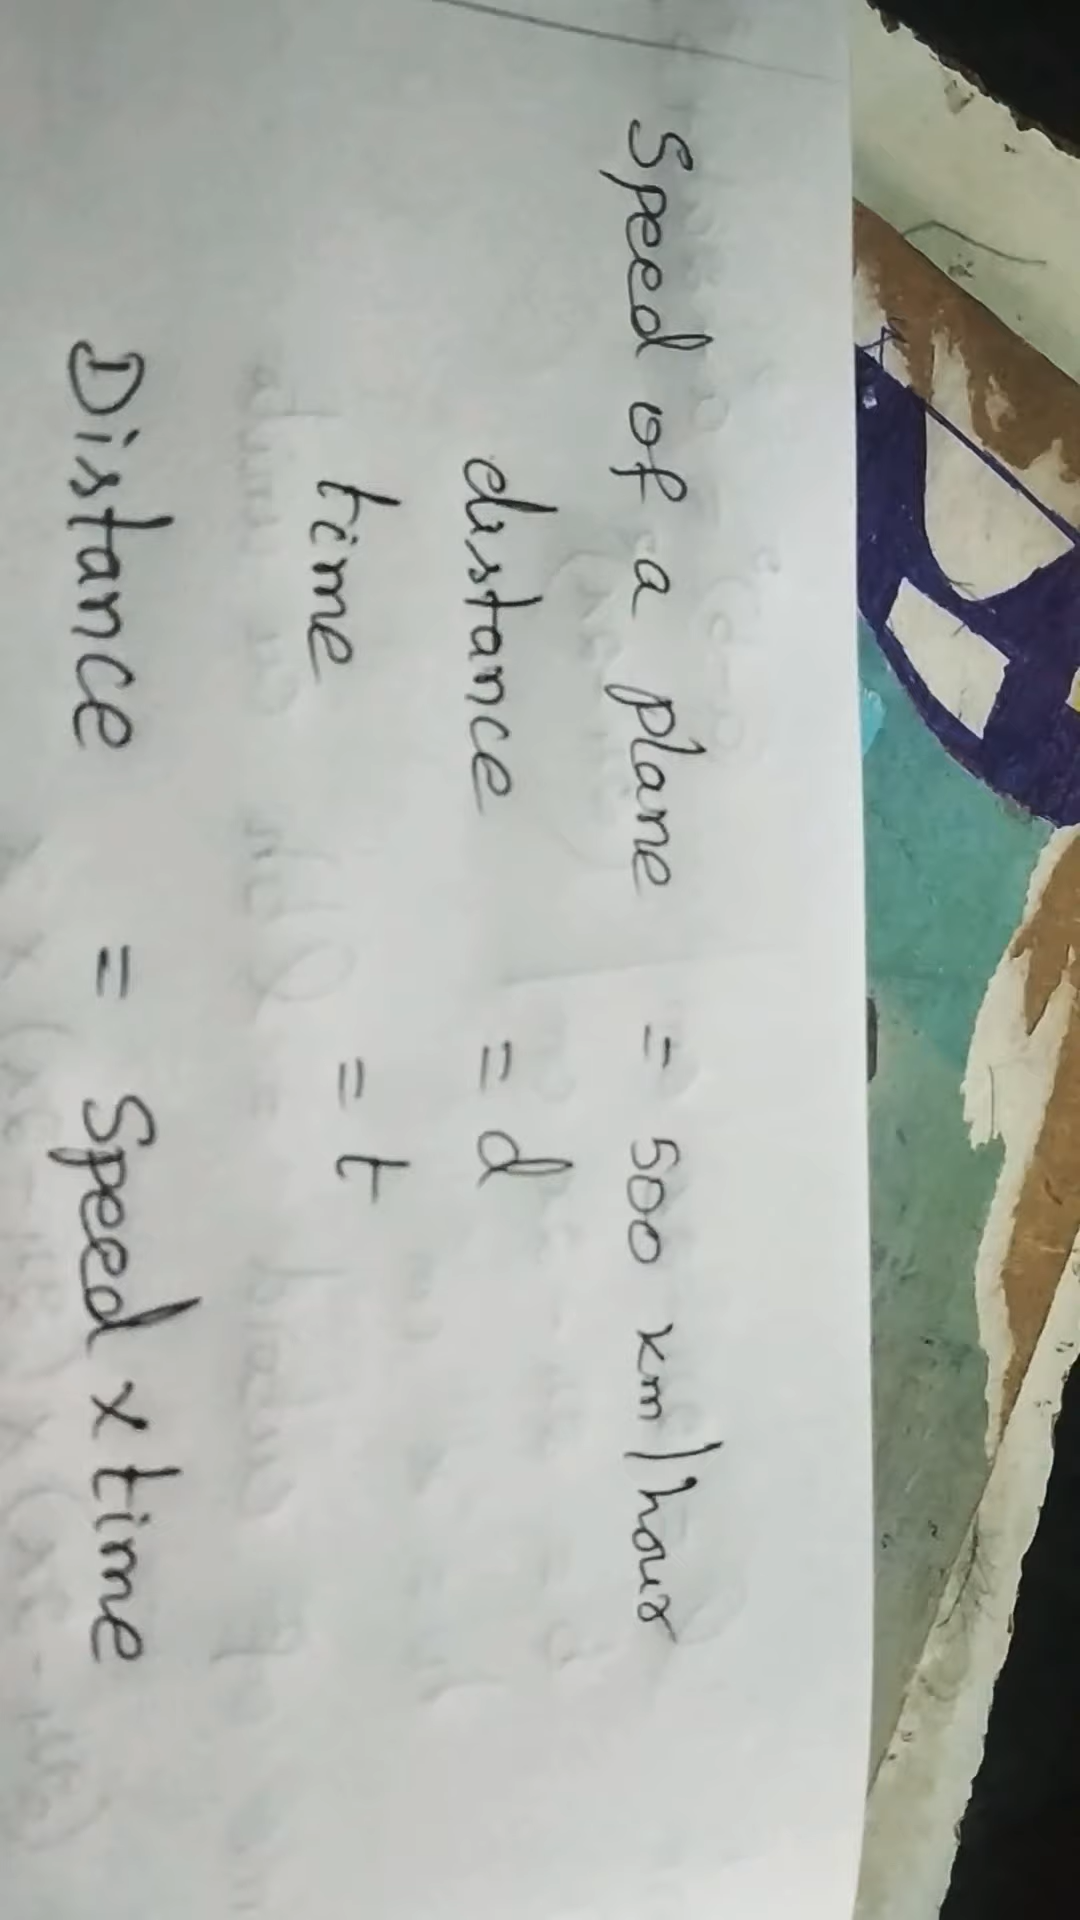 Speed of a plane = 500 km/hour
distance = d
time = t
Distance = Speed x time